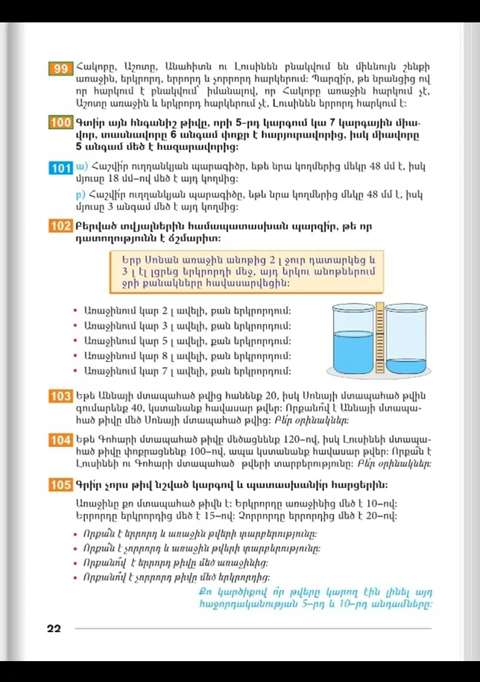 99 Հակոբը, Աշոտը, Անահիտն ու Լուսինեն բնակվում են միևնույն շենքի
առաջին, երկրորդ, երրորդ և չորրորդ հարկերում։ Պարզի՛ր, թե նրանցից ով
որ հարկում է բնակվում՝ իմանալով, որ Հակոբը առաջին հարկում չէ,
Աշոտը առաջին և երկրորդ հարկերում չէ, Լուսինեն երրորդ հարկում է։
100 Գտի՛ր այն հնգանիշ թիվը, որի 5-րդ կարգում կա 7 կարգային միա-
վոր, տասնավորը 6 անգամ փոքր է հարյուրավորից, իսկ միավորը
5 անգամ մեծ է հազարավորից։
101 ա) Հաշվի՛ր ուղղանկյան պարագիծը, եթե նրա կողմերից մեկը 48 մմ է, իսկ
մյուսը 18 մմ-ով մեծ է այդ կողմից։
բ) Հաշվի՛ր ուղղանկյան պարագիծը, եթե նրա կողմերից մեկը 48 մմ է, իսկ
մյուսը 3 անգամ մեծ է այդ կողմից։
102 Բերված տվյալներին համապատասխան պարզի՛ր, թե որ
դատողությունն է ճշմարիտ։
Երբ Սոնան առաջին անոթից 2 լ ջուր դատարկեց և
3 լ էլ լցրեց երկրորդի մեջ, այդ երկու անոթներում
ջրի քանակները հավասարվեցին։
• Առաջինում կար 2 լ ավելի, քան երկրորդում։
• Առաջինում կար 3 լ ավելի, քան երկրորդում։
• Առաջինում կար 5 լ ավելի, քան երկրորդում։
• Առաջինում կար 8 լ ավելի, քան երկրորդում։
• Առաջինում կար 7 լ ավելի, քան երկրորդում։
103 Եթե Աննայի մտապահած թվից հանենք 20, իսկ Սոնայի մտապահած թվին
գումարենք 40, կստանանք հավասար թվեր։ Որքանո՞վ է Աննայի մտապա-
հած թիվը մեծ Սոնայի մտապահած թվից։ Բե՛ր օրինակներ։
104 Եթե Գոհարի մտապահած թիվը մեծացնենք 120-ով, իսկ Լուսինեի մտապա-
հած թիվը փոքրացնենք 100-ով, ապա կստանանք հավասար թվեր։ Որքա՞ն է
Լուսինեի ու Գոհարի մտապահած թվերի տարբերությունը։ Բե՛ր օրինակներ։
105 Գրի՛ր չորս թիվ նշված կարգով և պատասխանի՛ր հարցերին։
Առաջինը քո մտապահած թիվն է։ Երկրորդը առաջինից մեծ է 10-ով։
Երրորդը երկրորդից մեծ է 15-ով։ Չորրորդը երրորդից մեծ է 20-ով։
• Որքա՞ն է երրորդ և առաջին թվերի տարբերությունը։
• Որքա՞ն է չորրորդ և առաջին թվերի տարբերությունը։
• Որքանո՞վ է երրորդ թիվը մեծ առաջինից։
• Որքանո՞վ է չորրորդ թիվը մեծ երկրորդից։
Քո կարծիքով ո՞ր թվերը կարող էին լինել այդ
հաջորդականության 5-րդ և 10-րդ անդամները։
22